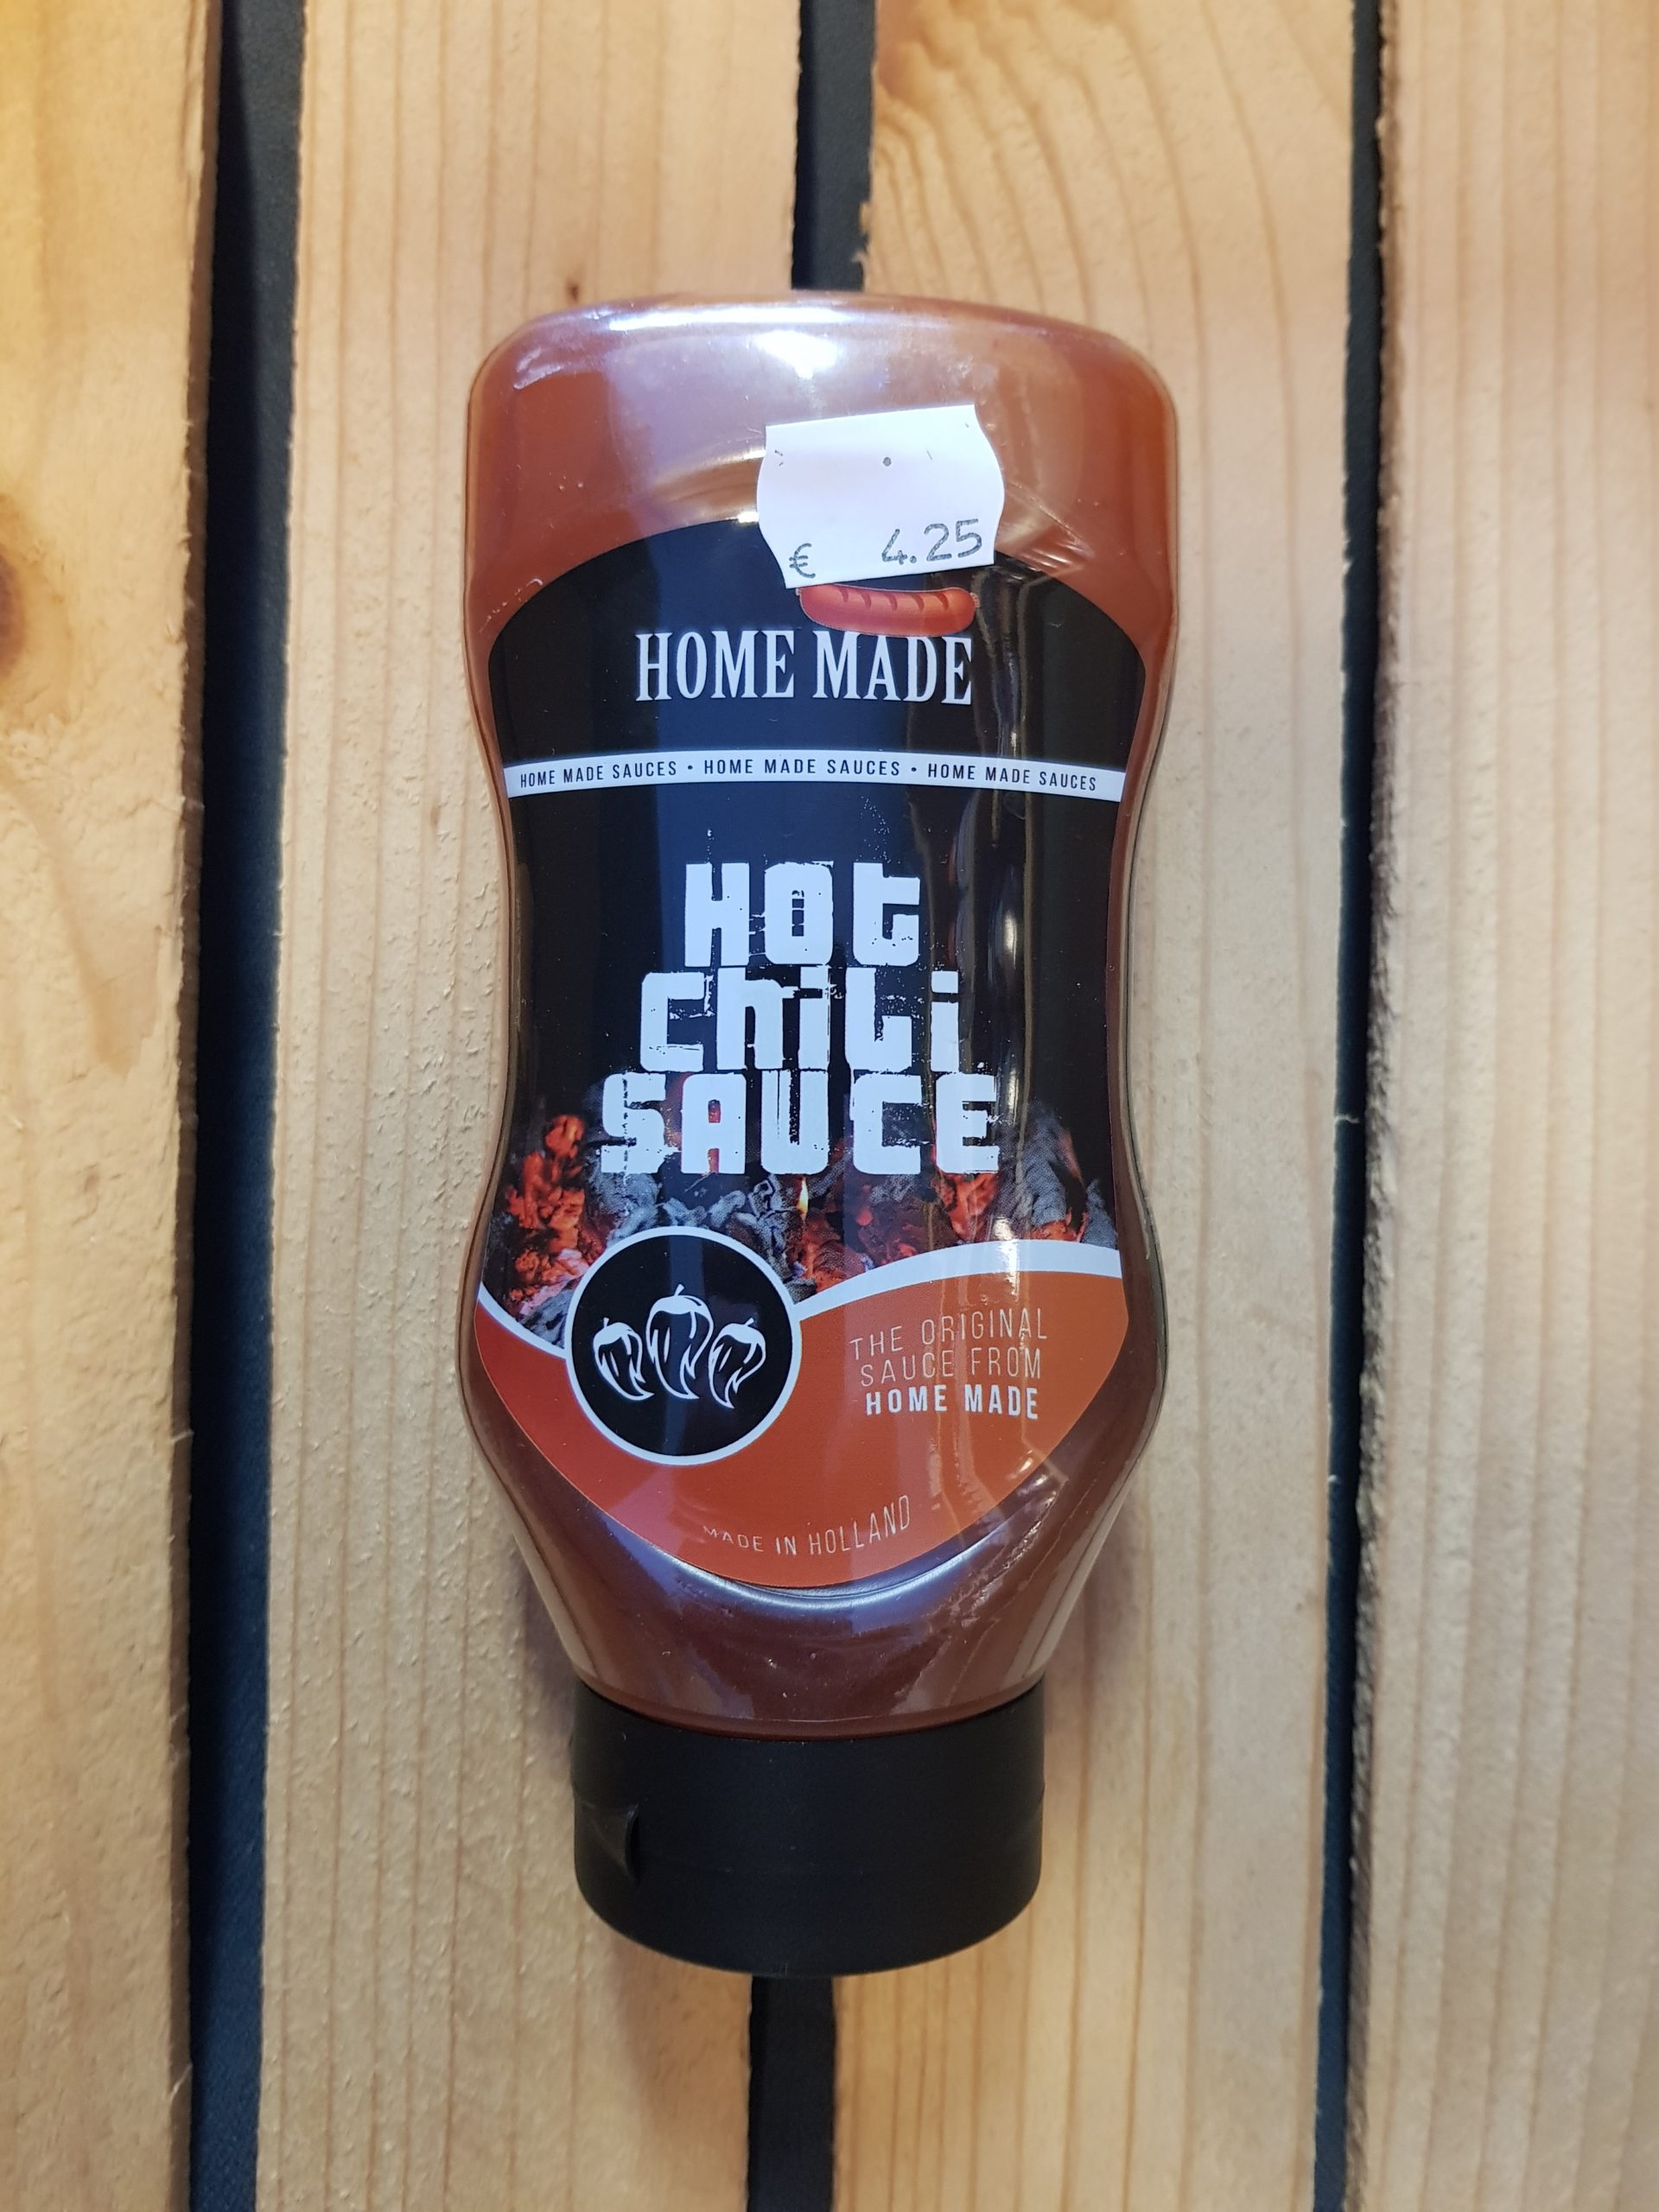 € 4.25
HOME MADE
HOME MADE SAUCES • HOME MADE SAUCES • HOME MADE SAUCES
HOt
ChiLi
SAUCE
THE ORIGINAL
SAUCE FROM
HOME MADE
MADE IN HOLLAND